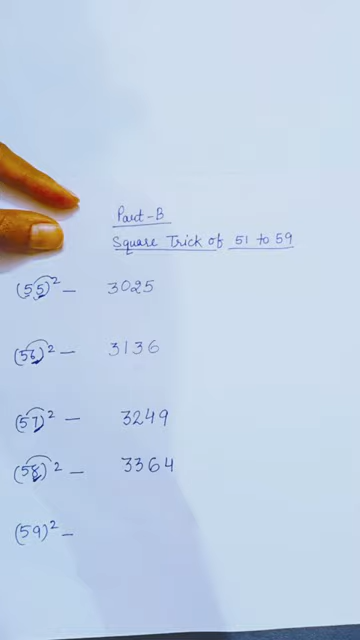 Part-B
Square Trick of 51 to 59
(55)² - 3025
(56)² - 3136
(57)² - 3249
(58)² - 3364
(59)² -